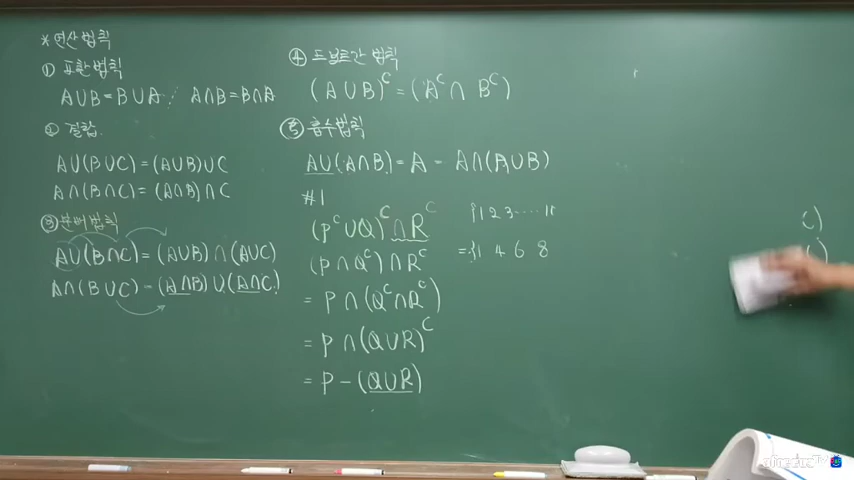 * 연산법칙
① 교환법칙
A∪B=B∪A A∩B=B∩A
② 결합.
A∪(B∪C)=(A∪B)∪C
A∩(B∩C)=(A∩B)∩C
③ 분배법칙
A∪(B∩C)=(A∪B)∩(A∪C)
A∩(B∪C)=(A∩B)∪(A∩C)
④ 드모르간 법칙
(A∪B)ᶜ=(Aᶜ∩Bᶜ)
⑤ 흡수법칙
A∪(A∩B)=A=A∩(A∪B)
#1
(Pᶜ∪Q)ᶜ∩Rᶜ
(P∩Qᶜ)∩Rᶜ
=P∩(Qᶜ∩Rᶜ)
=P∩(Q∪R)ᶜ
=P-(Q∪R)
{1 2 3 ····
={1 4 6 8
C)